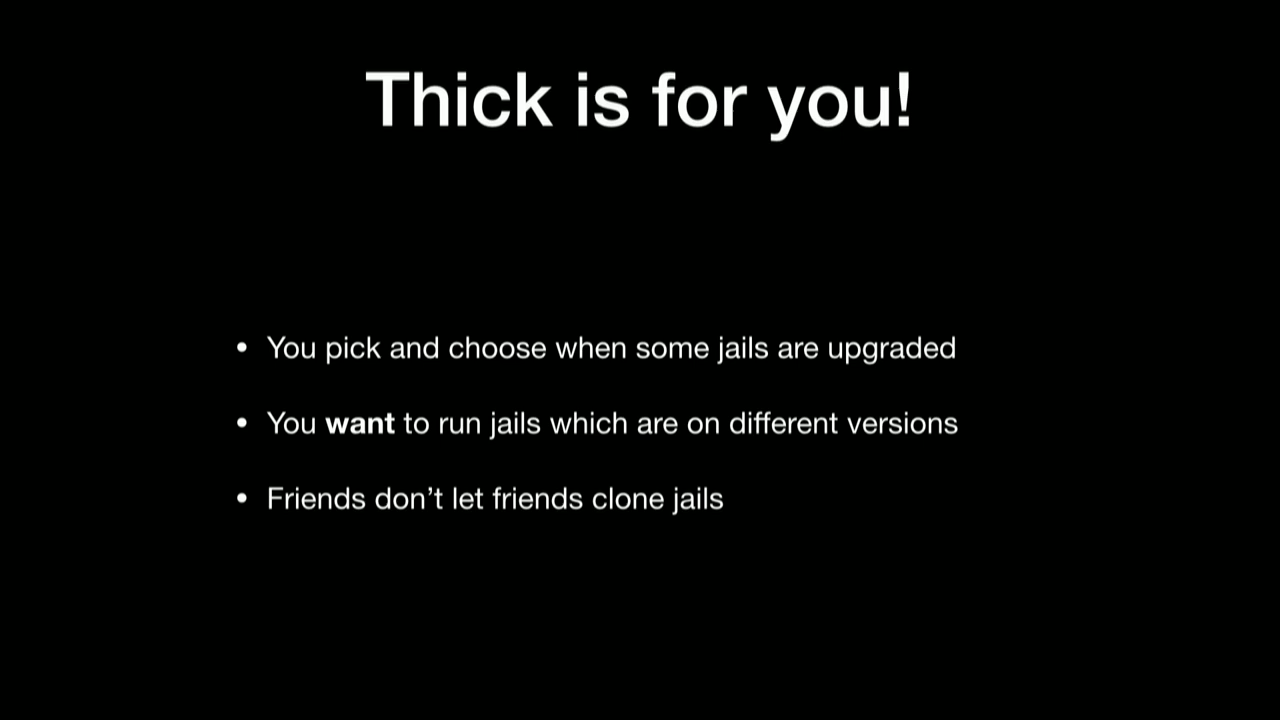 Thick is for you!
• You pick and choose when some jails are upgraded
• You want to run jails which are on different versions
• Friends don’t let friends clone jails